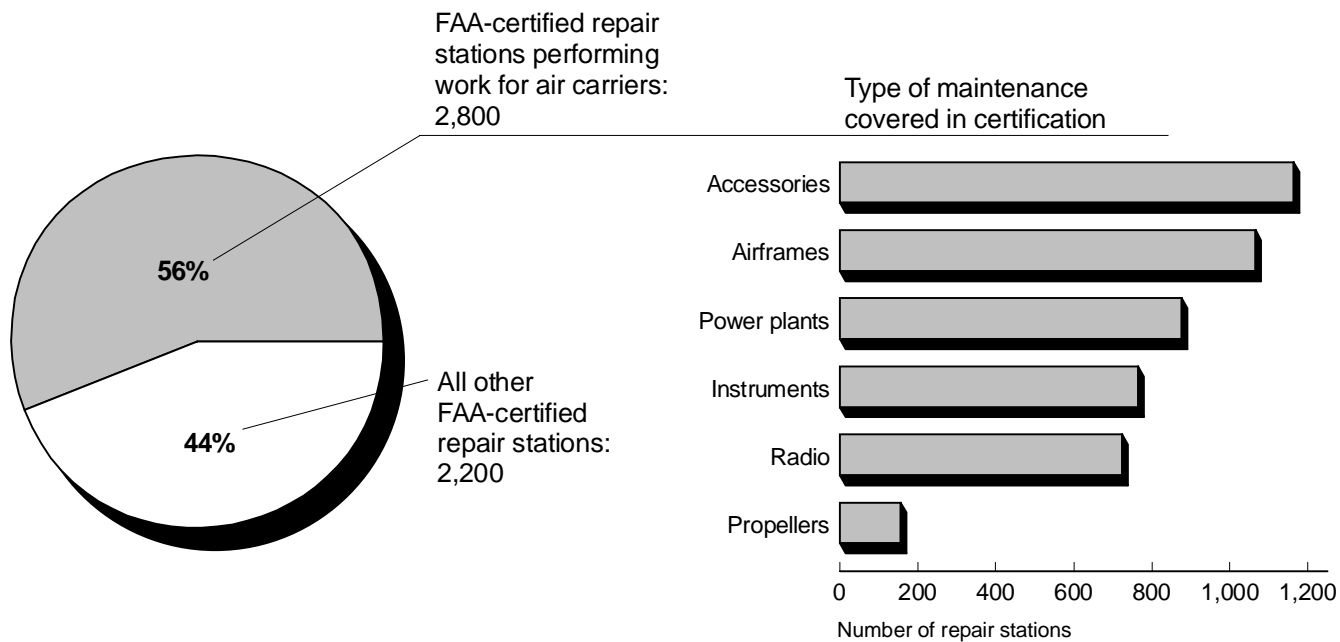 FAA-certified repair
stations performing
work for air carriers:
2,800
56%
44%
All other
FAA-certified
repair stations:
2,200
Type of maintenance
covered in certification
Accessories
Airframes
Power plants
Instruments
Radio
Propellers
0 200 400 600 800 1,000 1,200
Number of repair stations